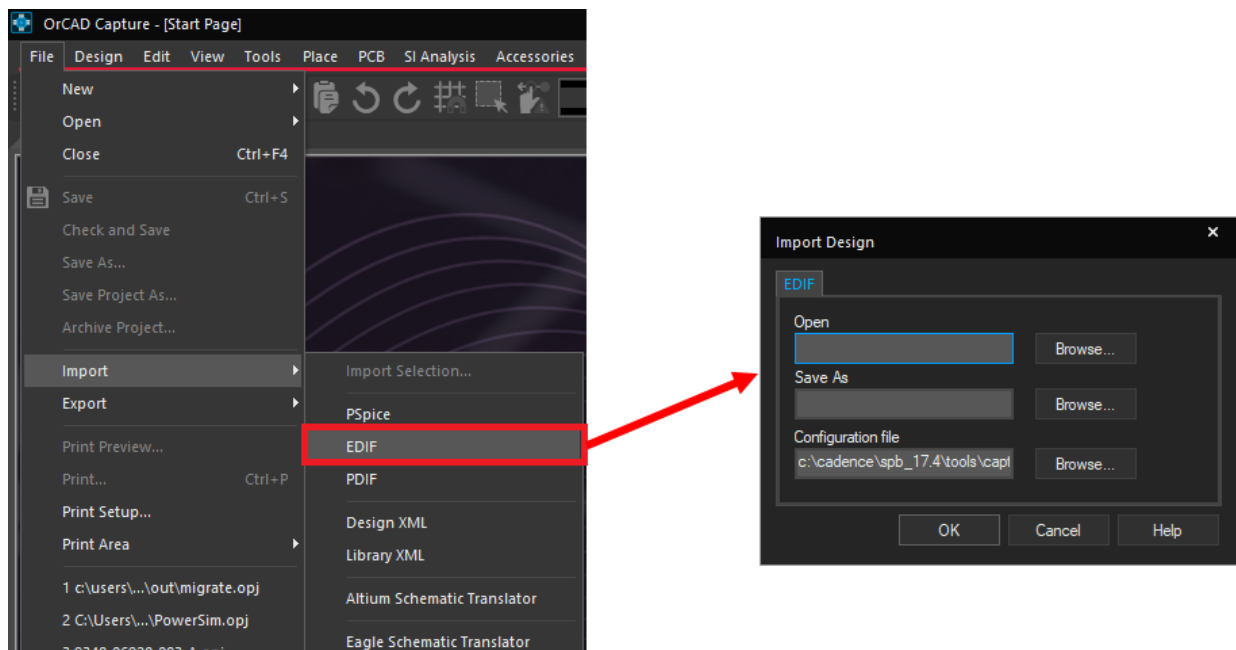 OrCAD Capture - [Start Page]
File Design Edit View Tools Place PCB SI Analysis Accessories
New
Open
Close Ctrl+F4
Save Ctrl+S
Check and Save
Save As...
Save Project As...
Archive Project...
Import
Export
Print Preview...
Print... Ctrl+P
Print Setup...
Print Area
1 c:\users\...\out\migrate.opj
2 C:\Users\...\PowerSim.opj
Import Selection...
PSpice
EDIF
PDIF
Design XML
Library XML
Altium Schematic Translator
Eagle Schematic Translator
Import Design
EDIF
Open
Browse...
Save As
Browse...
Configuration file
c:\cadence\spb_17.4\tools\capt
Browse...
OK Cancel Help